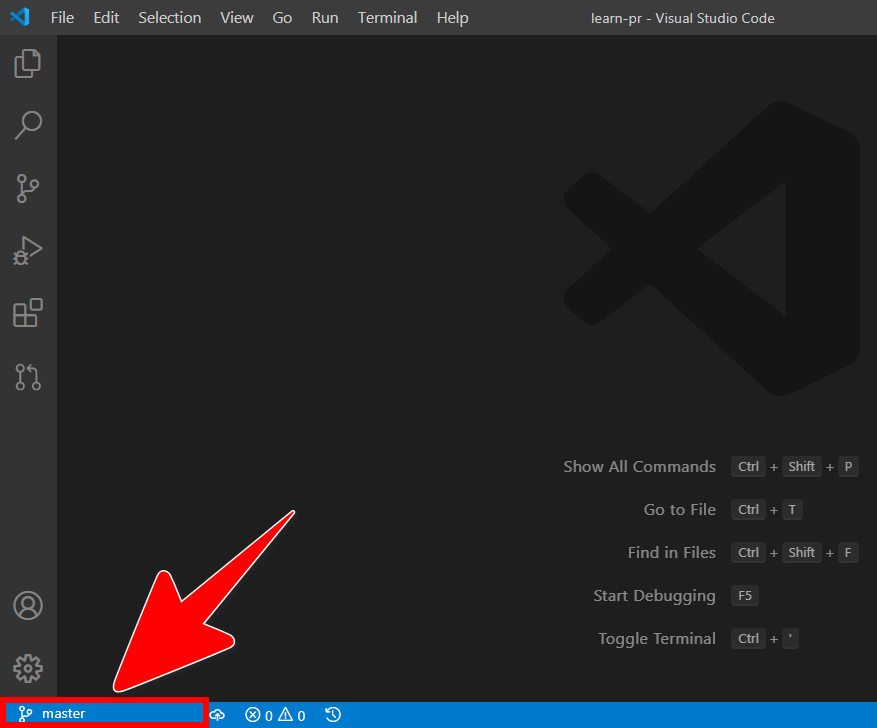 File Edit Selection View Go Run Terminal Help learn-pr - Visual Studio Code
Show All Commands Ctrl + Shift + P
Go to File Ctrl + T
Find in Files Ctrl + Shift + F
Start Debugging F5
Toggle Terminal Ctrl + '
master 0 0